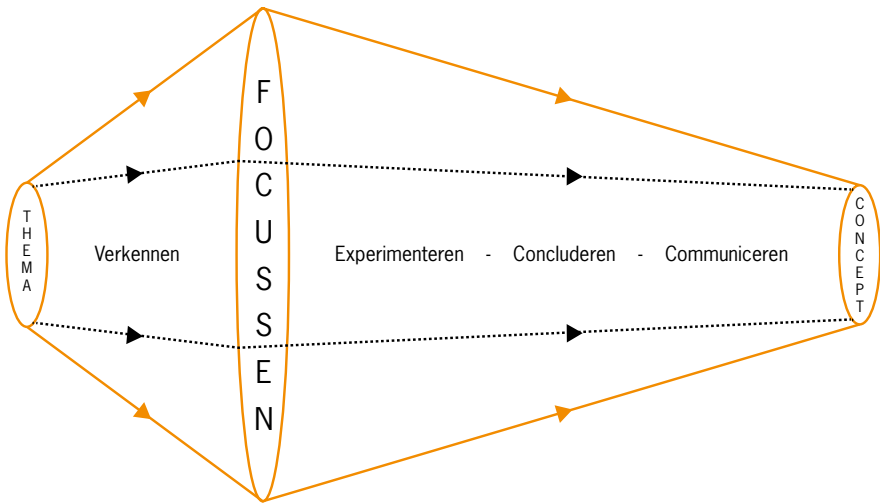 THEMA
Verkennen
FOCUSSEN
Experimenteren - Concluderen - Communiceren
CONCEPT